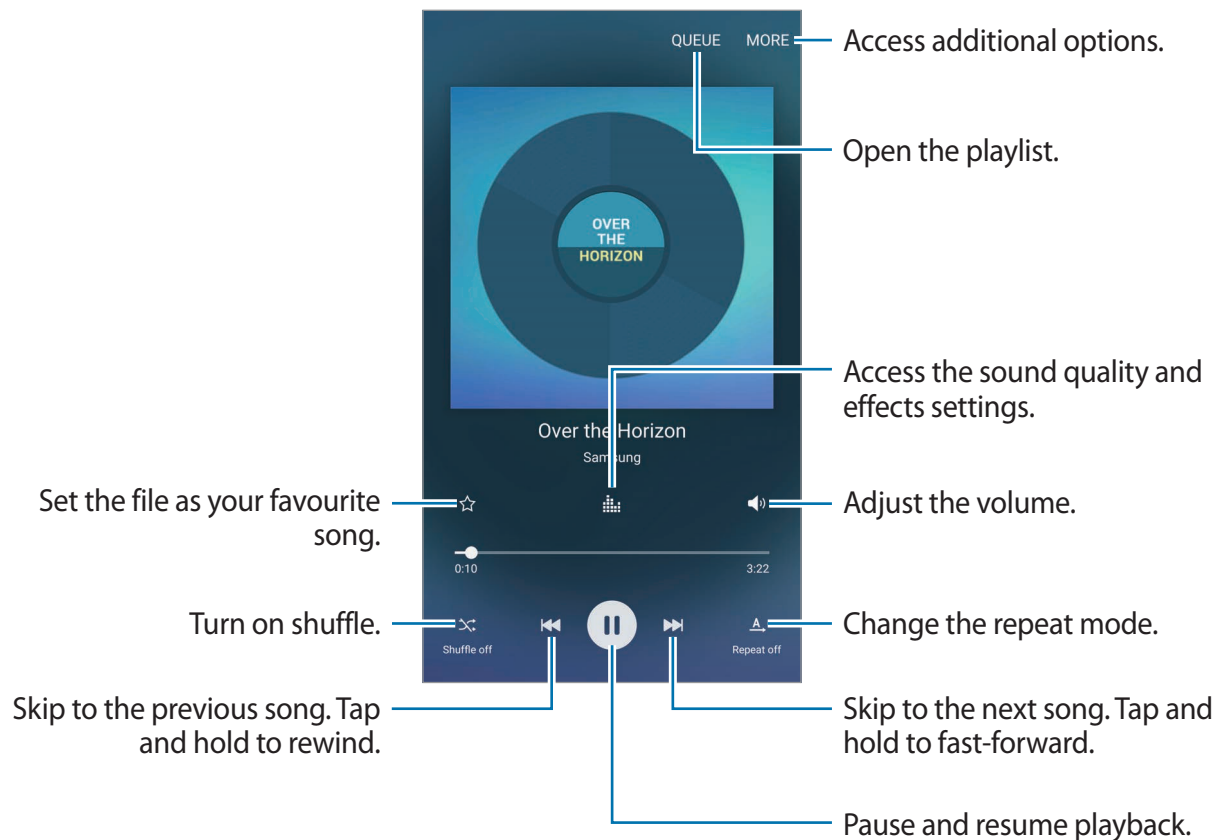 QUEUE MORE
Access additional options.
Open the playlist.
OVER
THE
HORIZON
Access the sound quality and
effects settings.
Over the Horizon
Samsung
Set the file as your favourite
song.
Adjust the volume.
0:10
3:22
Turn on shuffle.
A
Change the repeat mode.
Shuffle off
Repeat off
Skip to the previous song. Tap
and hold to rewind.
Skip to the next song. Tap and
hold to fast-forward.
Pause and resume playback.